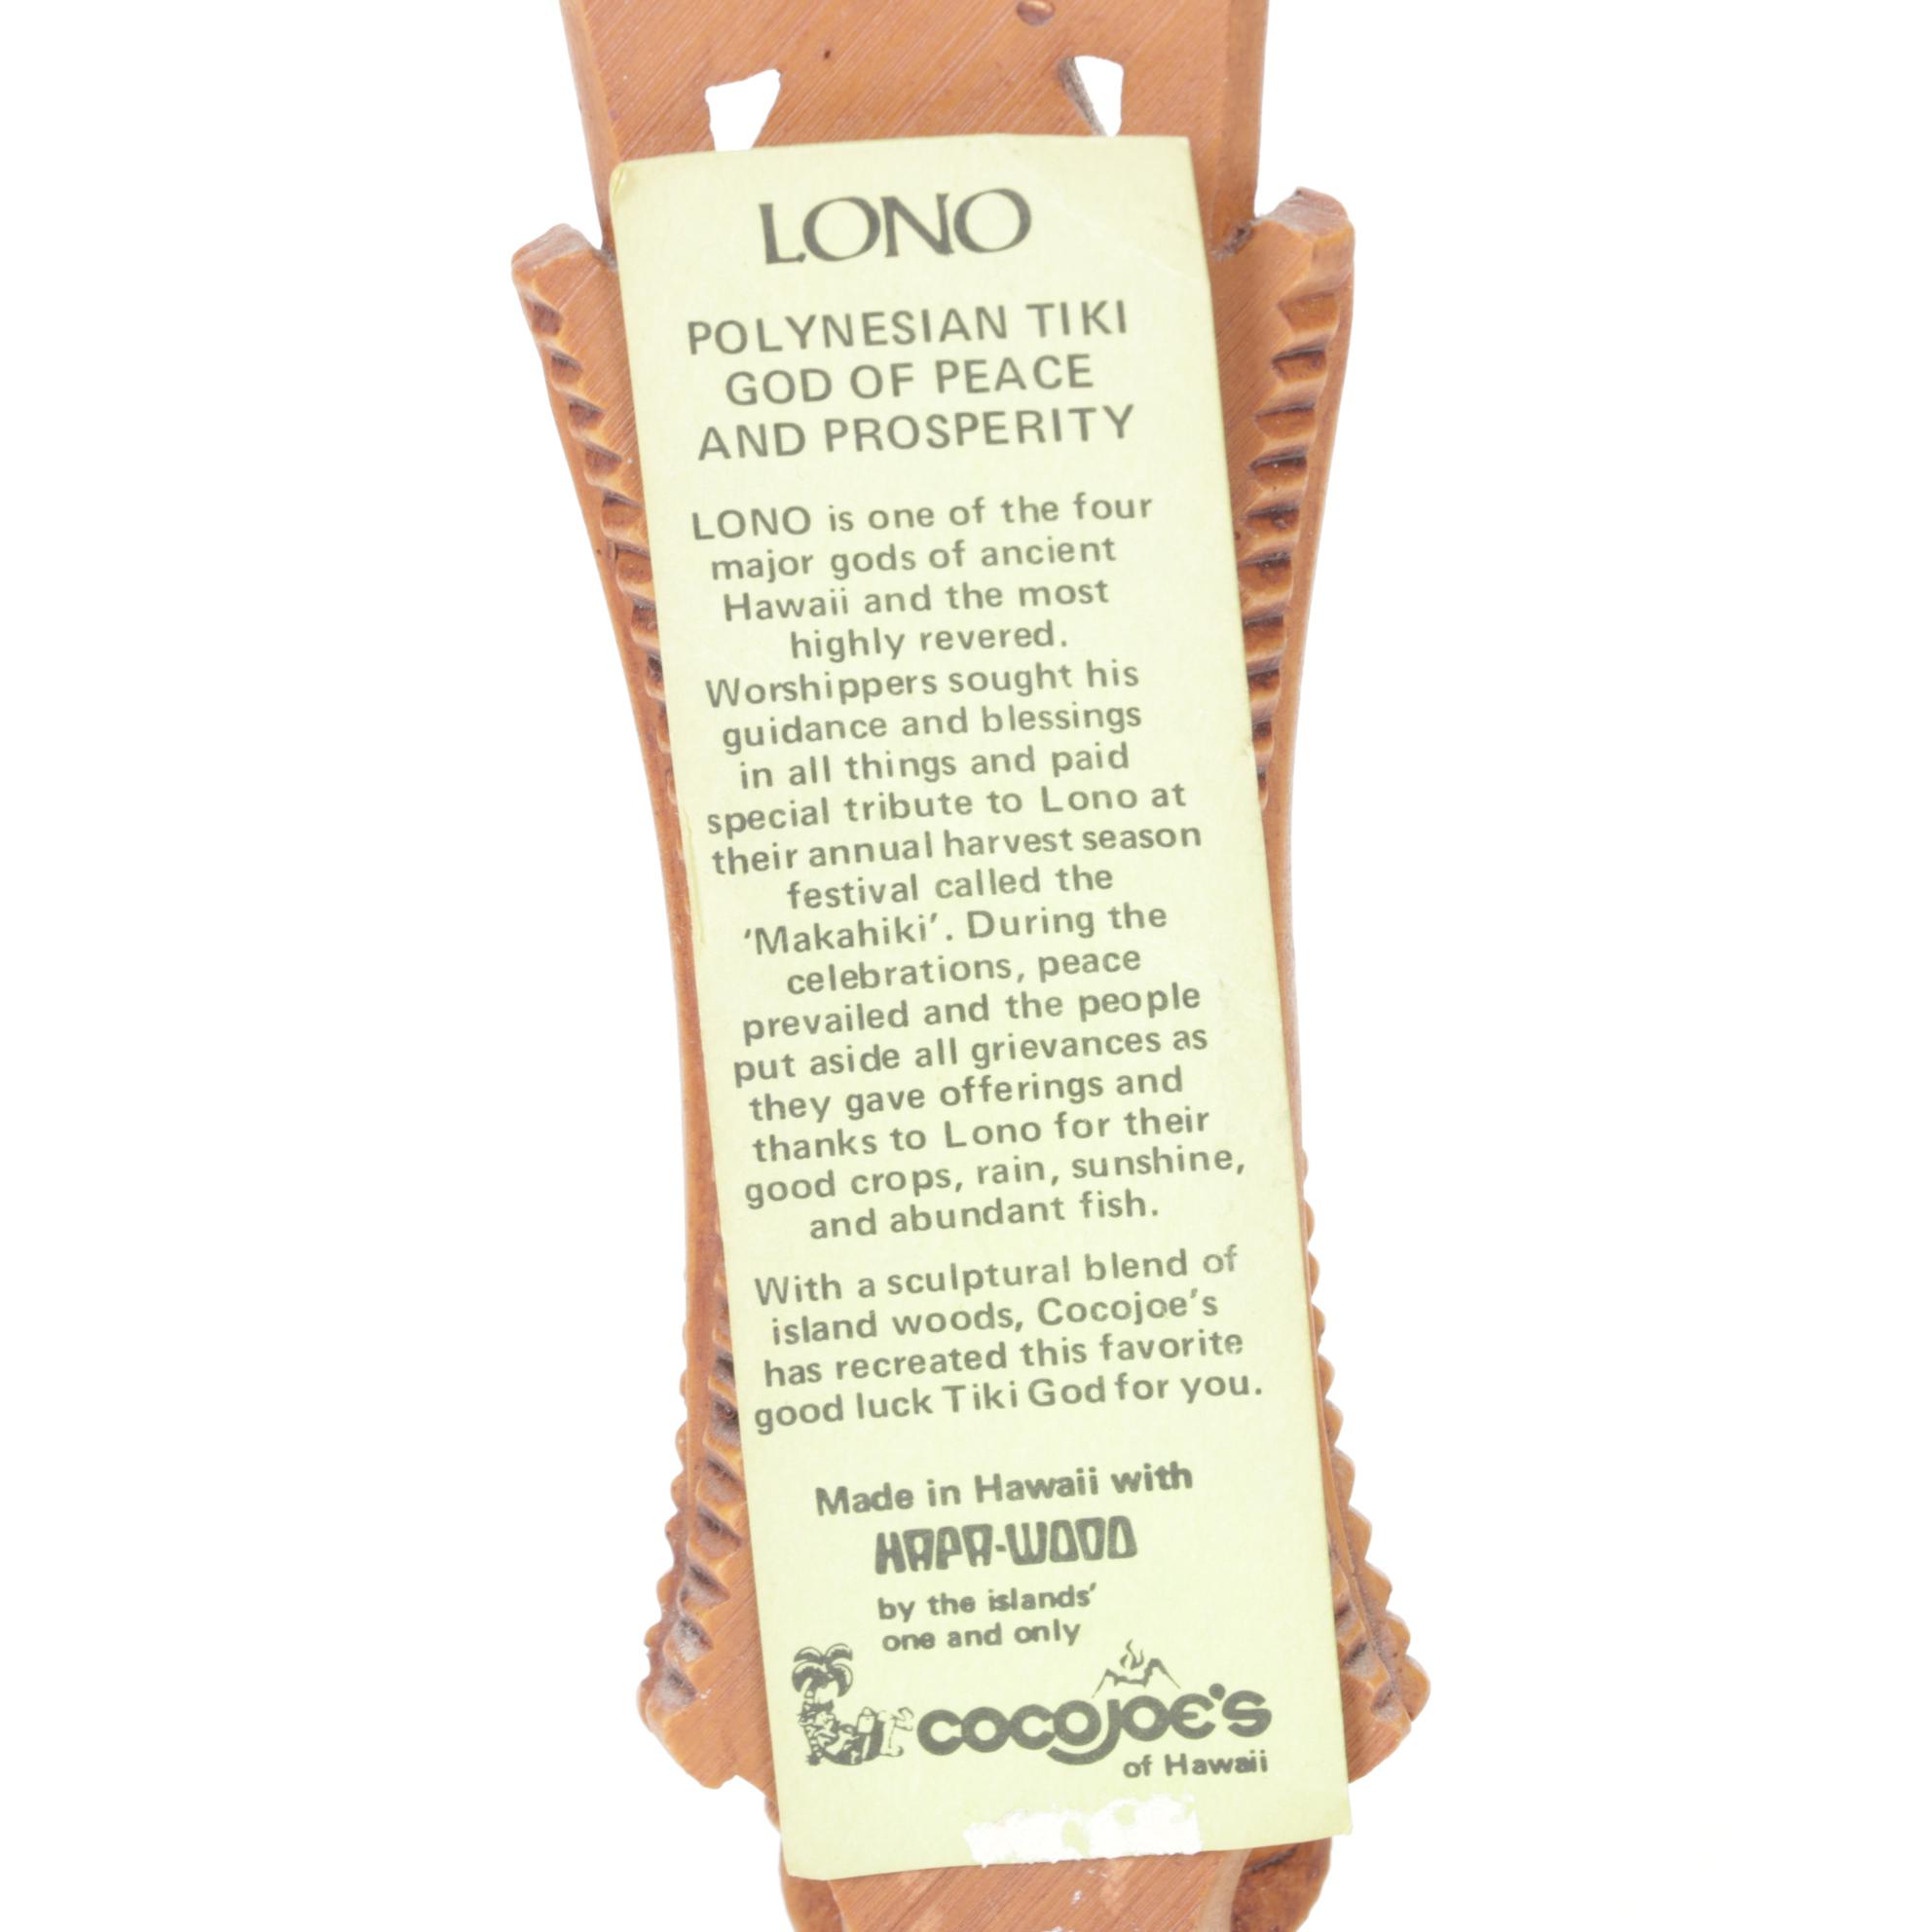 LONO
POLYNESIAN TIKI
GOD OF PEACE
AND PROSPERITY
LONO is one of the four
major gods of ancient
Hawaii and the most
highly revered.
Worshippers sought his
guidance and blessings
in all things and paid
special tribute to Lono at
their annual harvest season
festival called the
‘Makahiki’. During the
celebrations, peace
prevailed and the people
put aside all grievances as
they gave offerings and
thanks to Lono for their
good crops, rain, sunshine,
and abundant fish.
With a sculptural blend of
island woods, Cocojoe's
has recreated this favorite
good luck Tiki God for you.
Made in Hawaii with
HAPA-WOOD
by the islands'
one and only
COCOJOE'S
of Hawaii